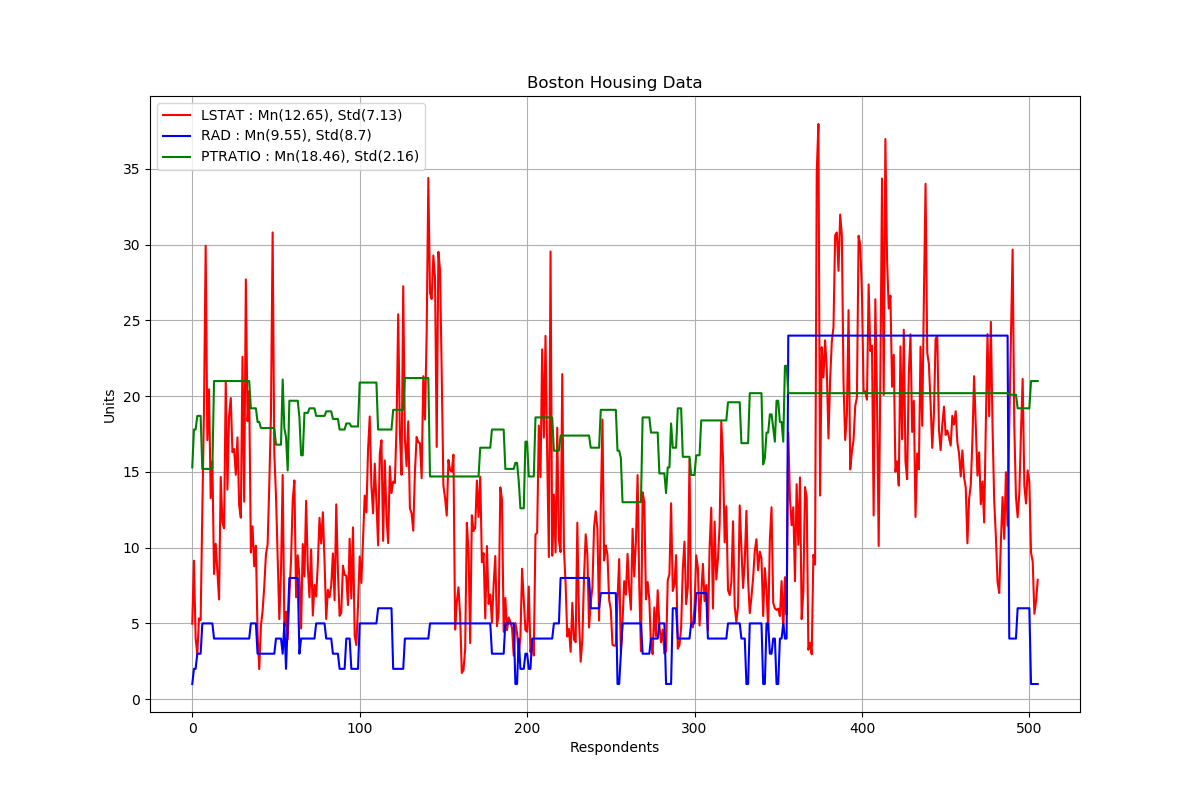 Boston Housing Data
LSTAT : Mn(12.65), Std(7.13)
RAD : Mn(9.55), Std(8.7)
PTRATIO : Mn(18.46), Std(2.16)
35
30
25
20
15
10
5
0
Units
0 100 200 300 400 500
Respondents